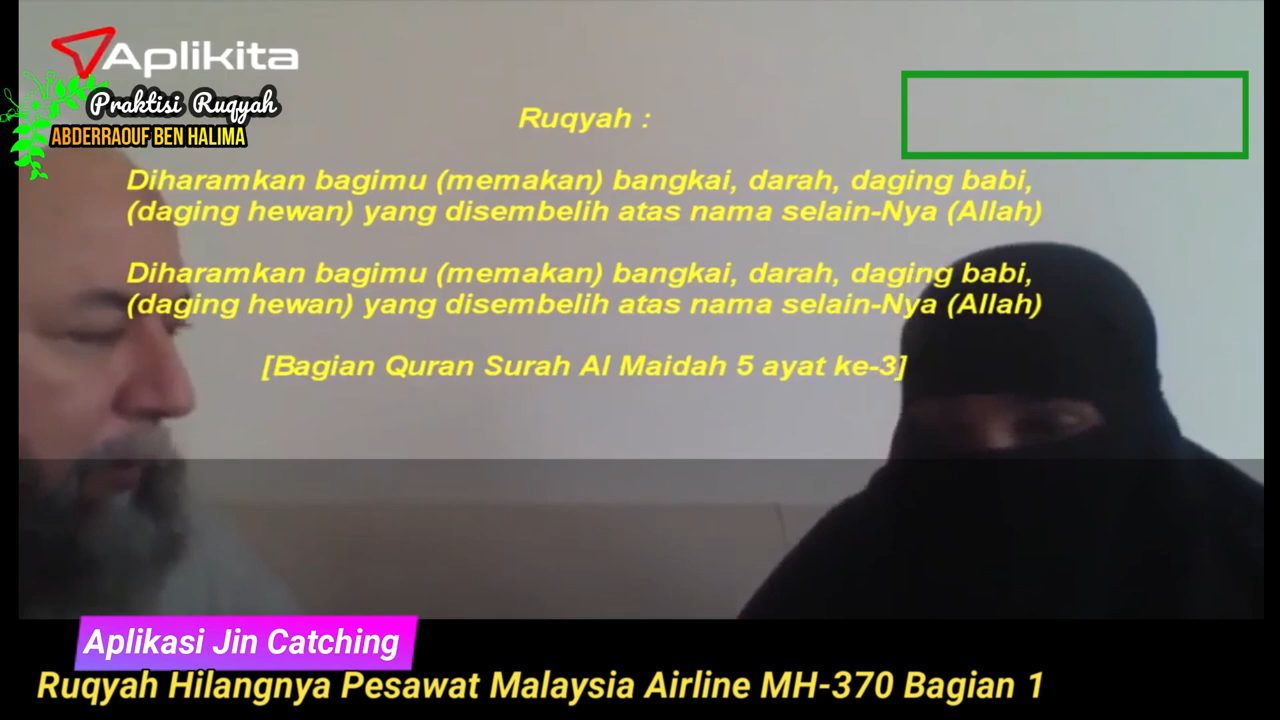 Aplikita
Praktisi Ruqyah
ABDERRAOUF BEN HALIMA
Ruqyah :
Diharamkan bagimu (memakan) bangkai, darah, daging babi,
(daging hewan) yang disembelih atas nama selain-Nya (Allah)
Diharamkan bagimu (memakan) bangkai, darah, daging babi,
(daging hewan) yang disembelih atas nama selain-Nya (Allah)
[Bagian Quran Surah Al Maidah 5 ayat ke-3]
Aplikasi Jin Catching
Ruqyah Hilangnya Pesawat Malaysia Airline MH-370 Bagian 1